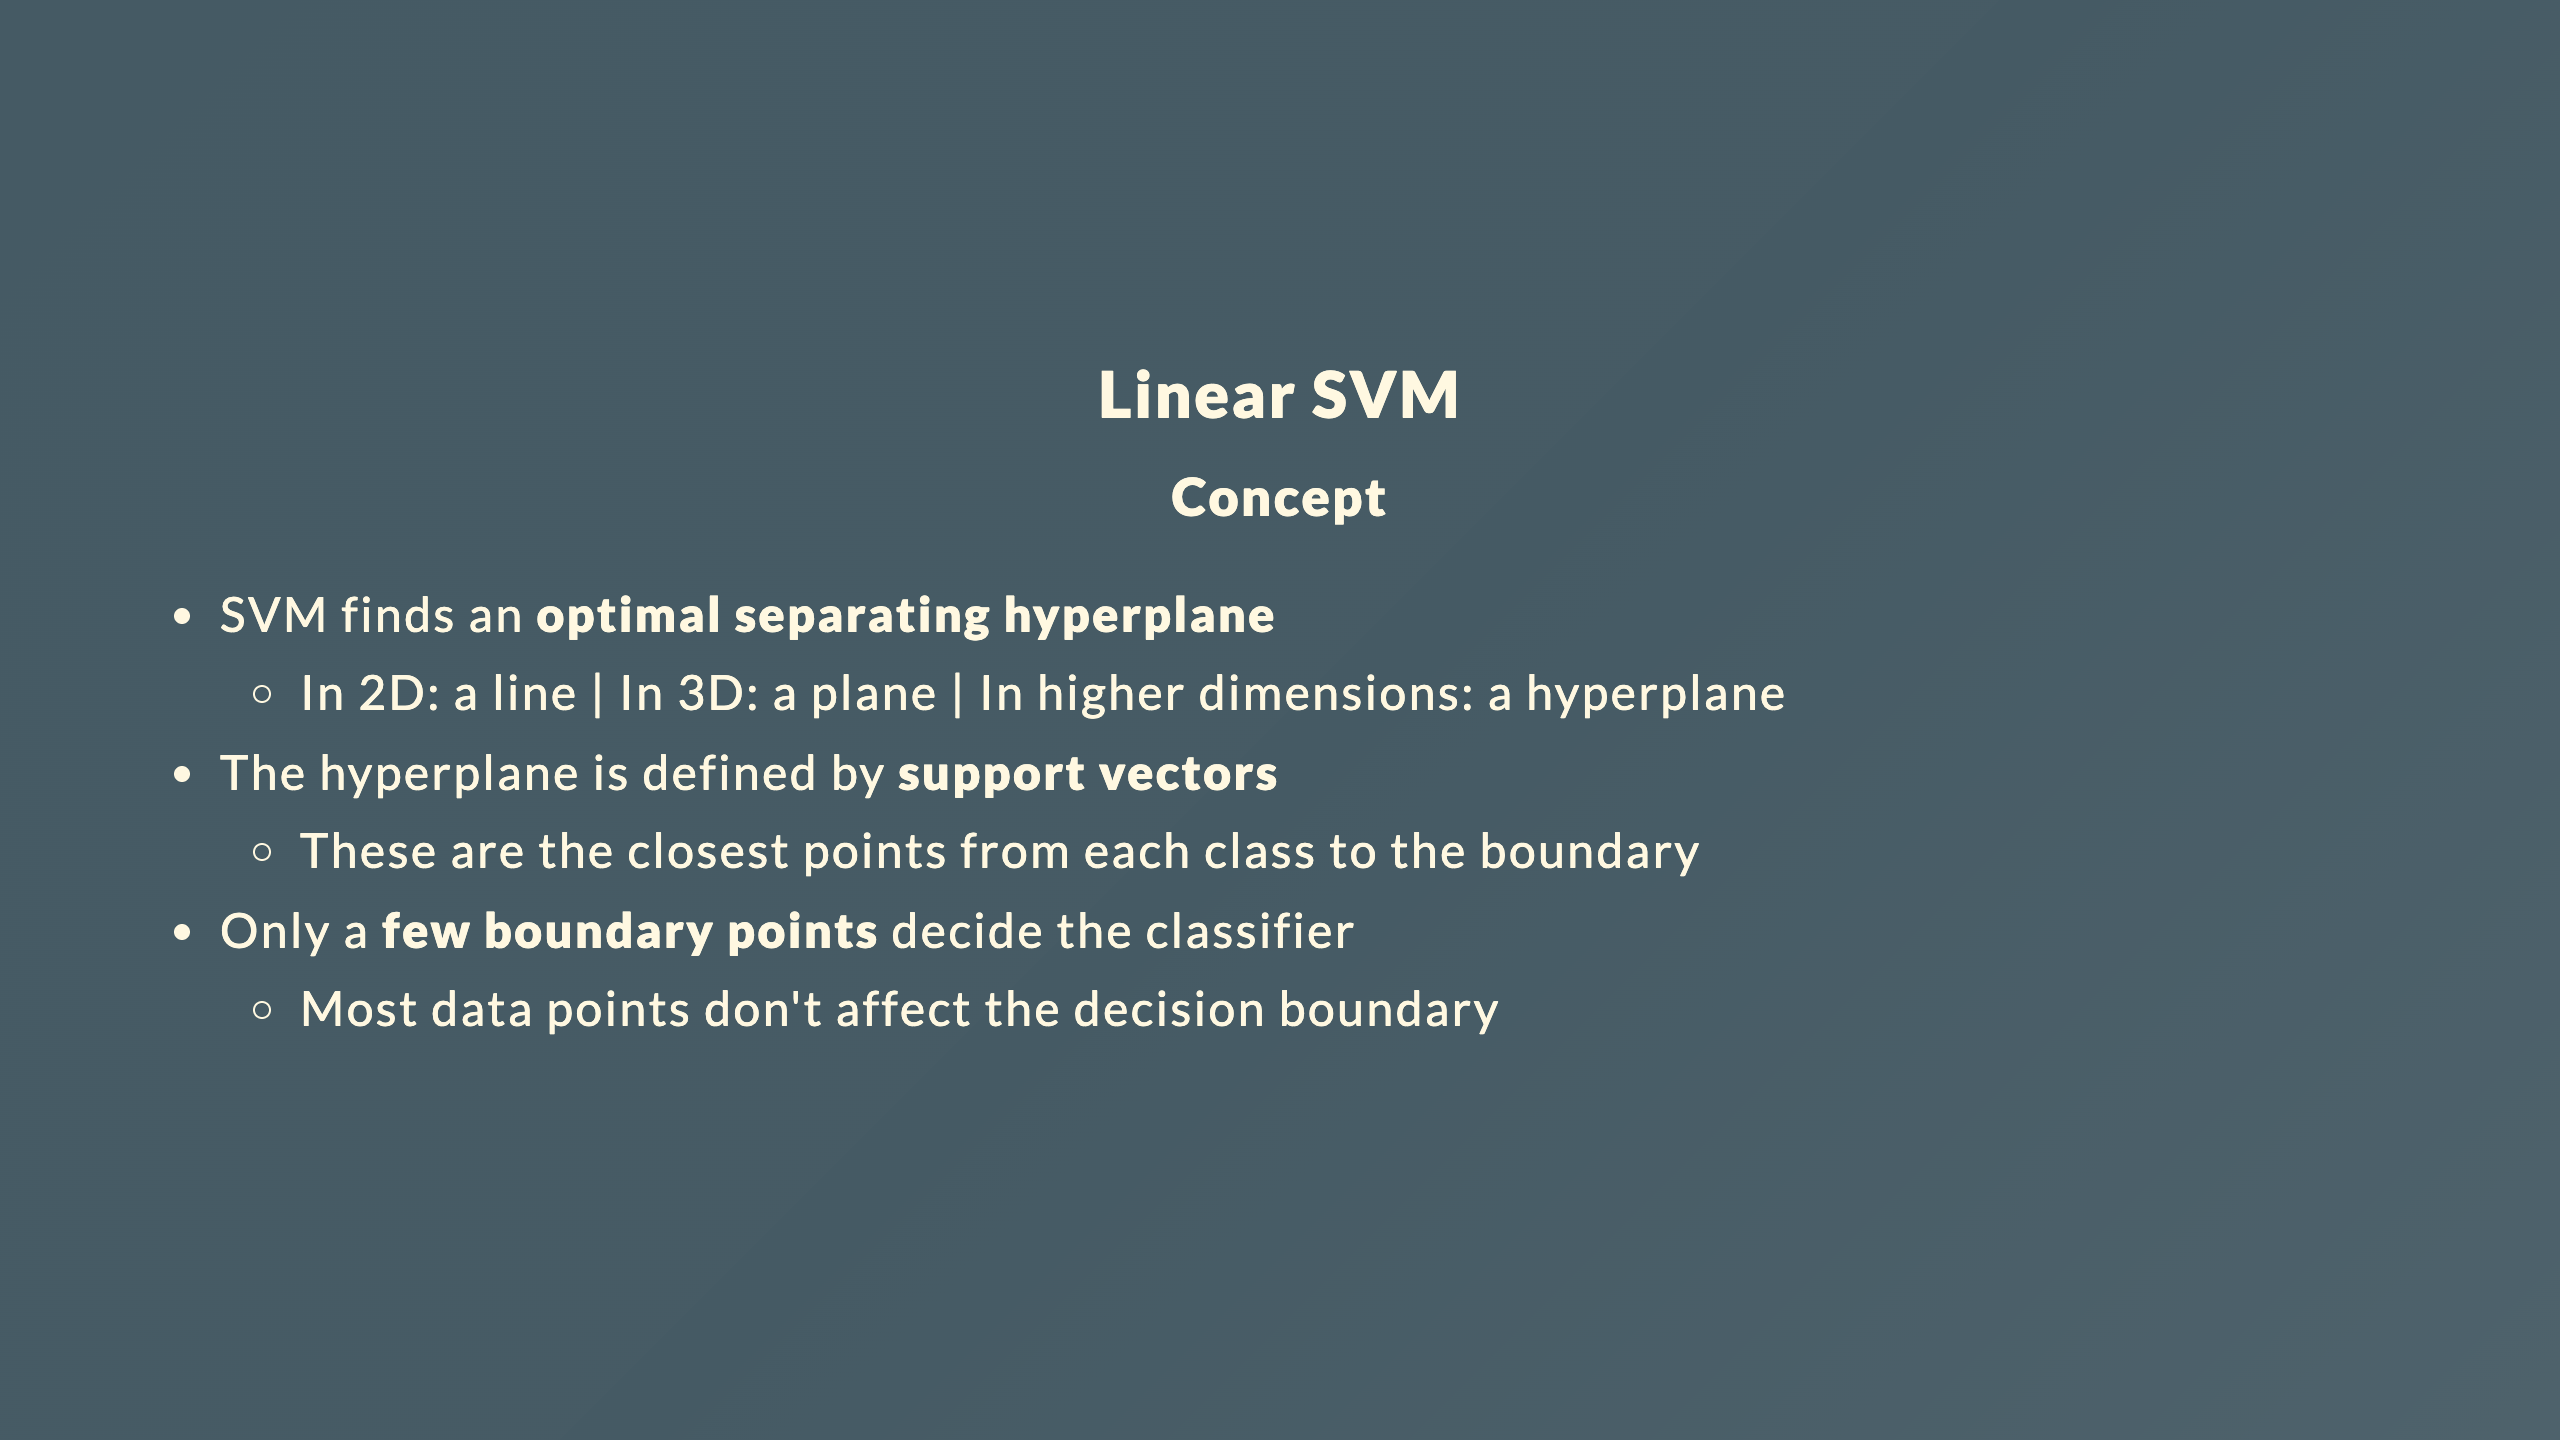 Linear SVM
Concept
• SVM finds an optimal separating hyperplane
◦ In 2D: a line | In 3D: a plane | In higher dimensions: a hyperplane
• The hyperplane is defined by support vectors
◦ These are the closest points from each class to the boundary
• Only a few boundary points decide the classifier
◦ Most data points don't affect the decision boundary